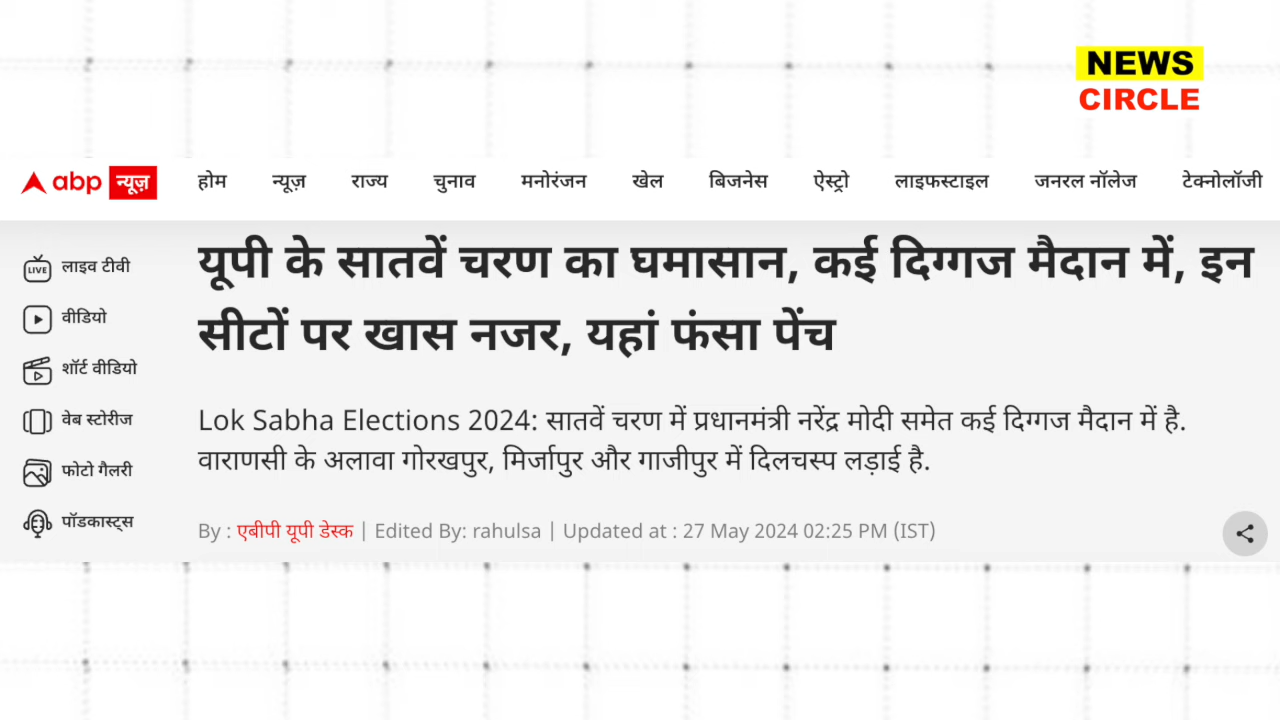 NEWS
CIRCLE
abp न्यूज़
होम न्यूज़ राज्य चुनाव मनोरंजन खेल बिजनेस ऐस्ट्रो लाइफस्टाइल जनरल नॉलेज टेक्नोलॉजी
LIVE लाइव टीवी
वीडियो
शॉर्ट वीडियो
वेब स्टोरीज
फोटो गैलरी
पॉडकास्ट्स
यूपी के सातवें चरण का घमासान, कई दिग्गज मैदान में, इन
सीटों पर खास नजर, यहां फंसा पेंच
Lok Sabha Elections 2024: सातवें चरण में प्रधानमंत्री नरेंद्र मोदी समेत कई दिग्गज मैदान में है.
वाराणसी के अलावा गोरखपुर, मिर्जापुर और गाजीपुर में दिलचस्प लड़ाई है.
By : एबीपी यूपी डेस्क | Edited By: rahulsa | Updated at : 27 May 2024 02:25 PM (IST)